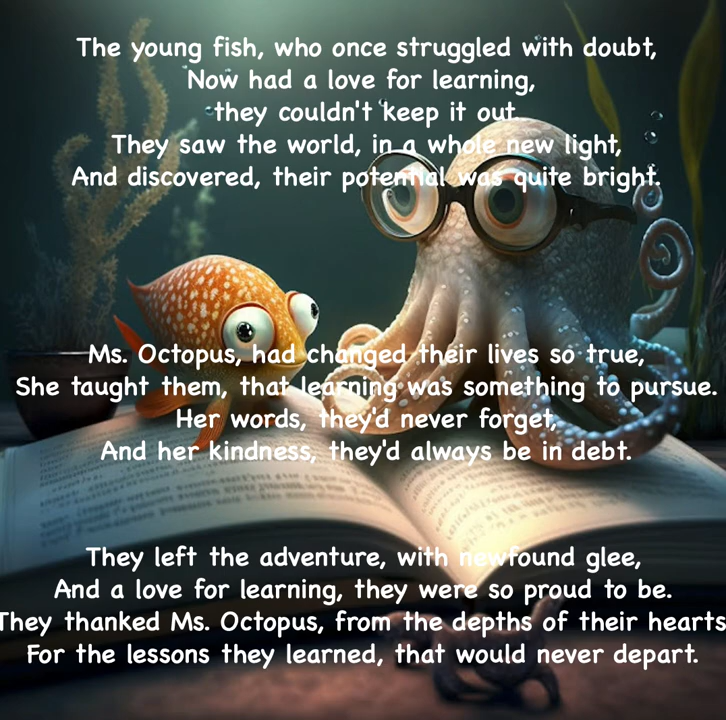 The young fish, who once struggled with doubt,
Now had a love for learning,
they couldn't keep it out.
They saw the world, in a whole new light,
And discovered, their potential was quite bright.
Ms. Octopus, had changed their lives so true,
She taught them, that learning was something to pursue.
Her words, they'd never forget,
And her kindness, they'd always be in debt.
They left the adventure, with newfound glee,
And a love for learning, they were so proud to be.
They thanked Ms. Octopus, from the depths of their hearts
For the lessons they learned, that would never depart.